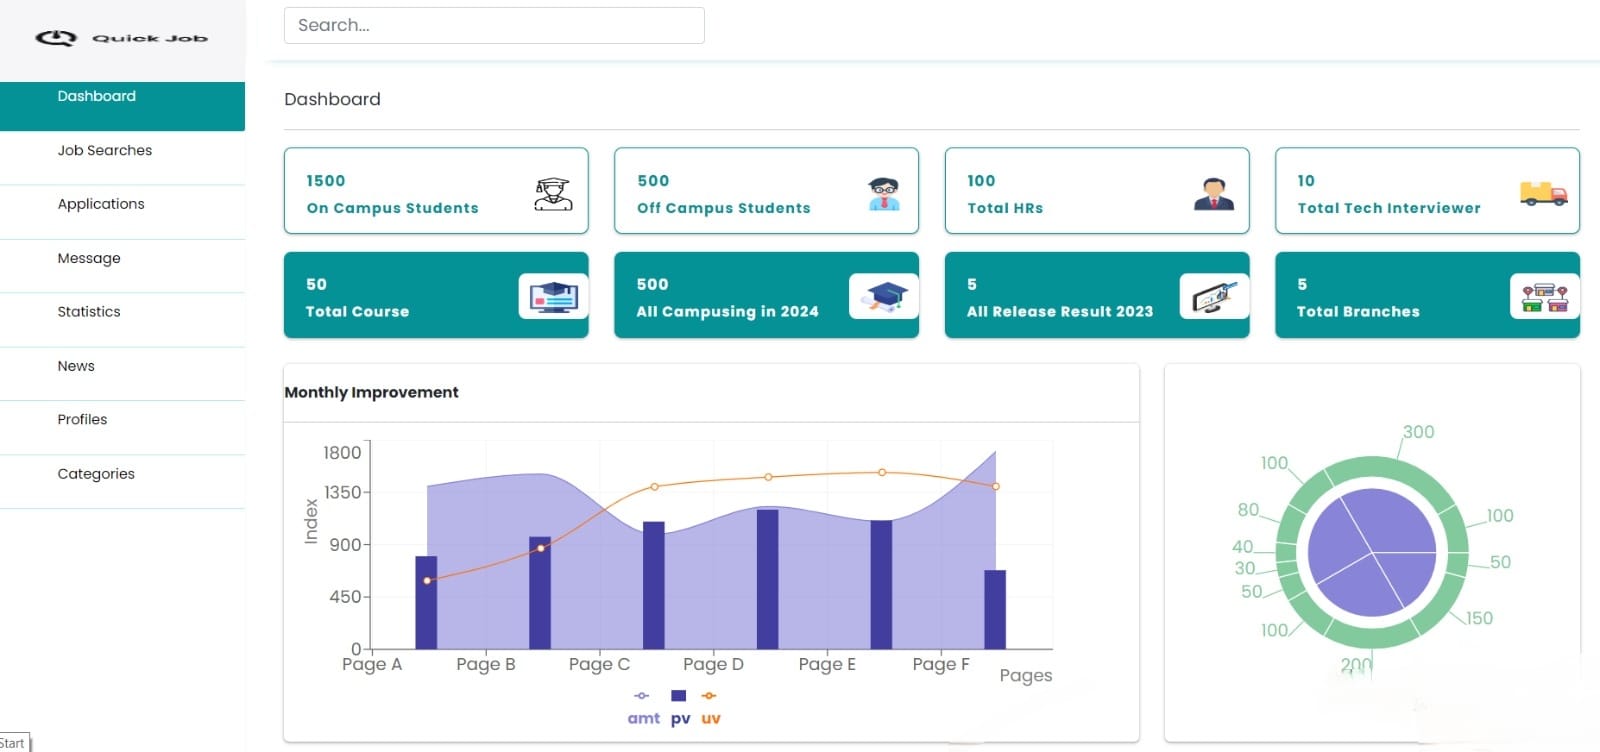 Quick Job
Search...
Dashboard
Job Searches
Applications
Message
Statistics
News
Profiles
Categories
Start
Dashboard
1500
On Campus Students
500
Off Campus Students
100
Total HRs
10
Total Tech Interviewer
50
Total Course
500
All Campusing in 2024
5
All Release Result 2023
5
Total Branches
Monthly Improvement
1800
1350
900
450
0
Index
Page A Page B Page C Page D Page E Page F
Pages
amt pv uv
300
100
100
80
50
40
30
50
150
100
200